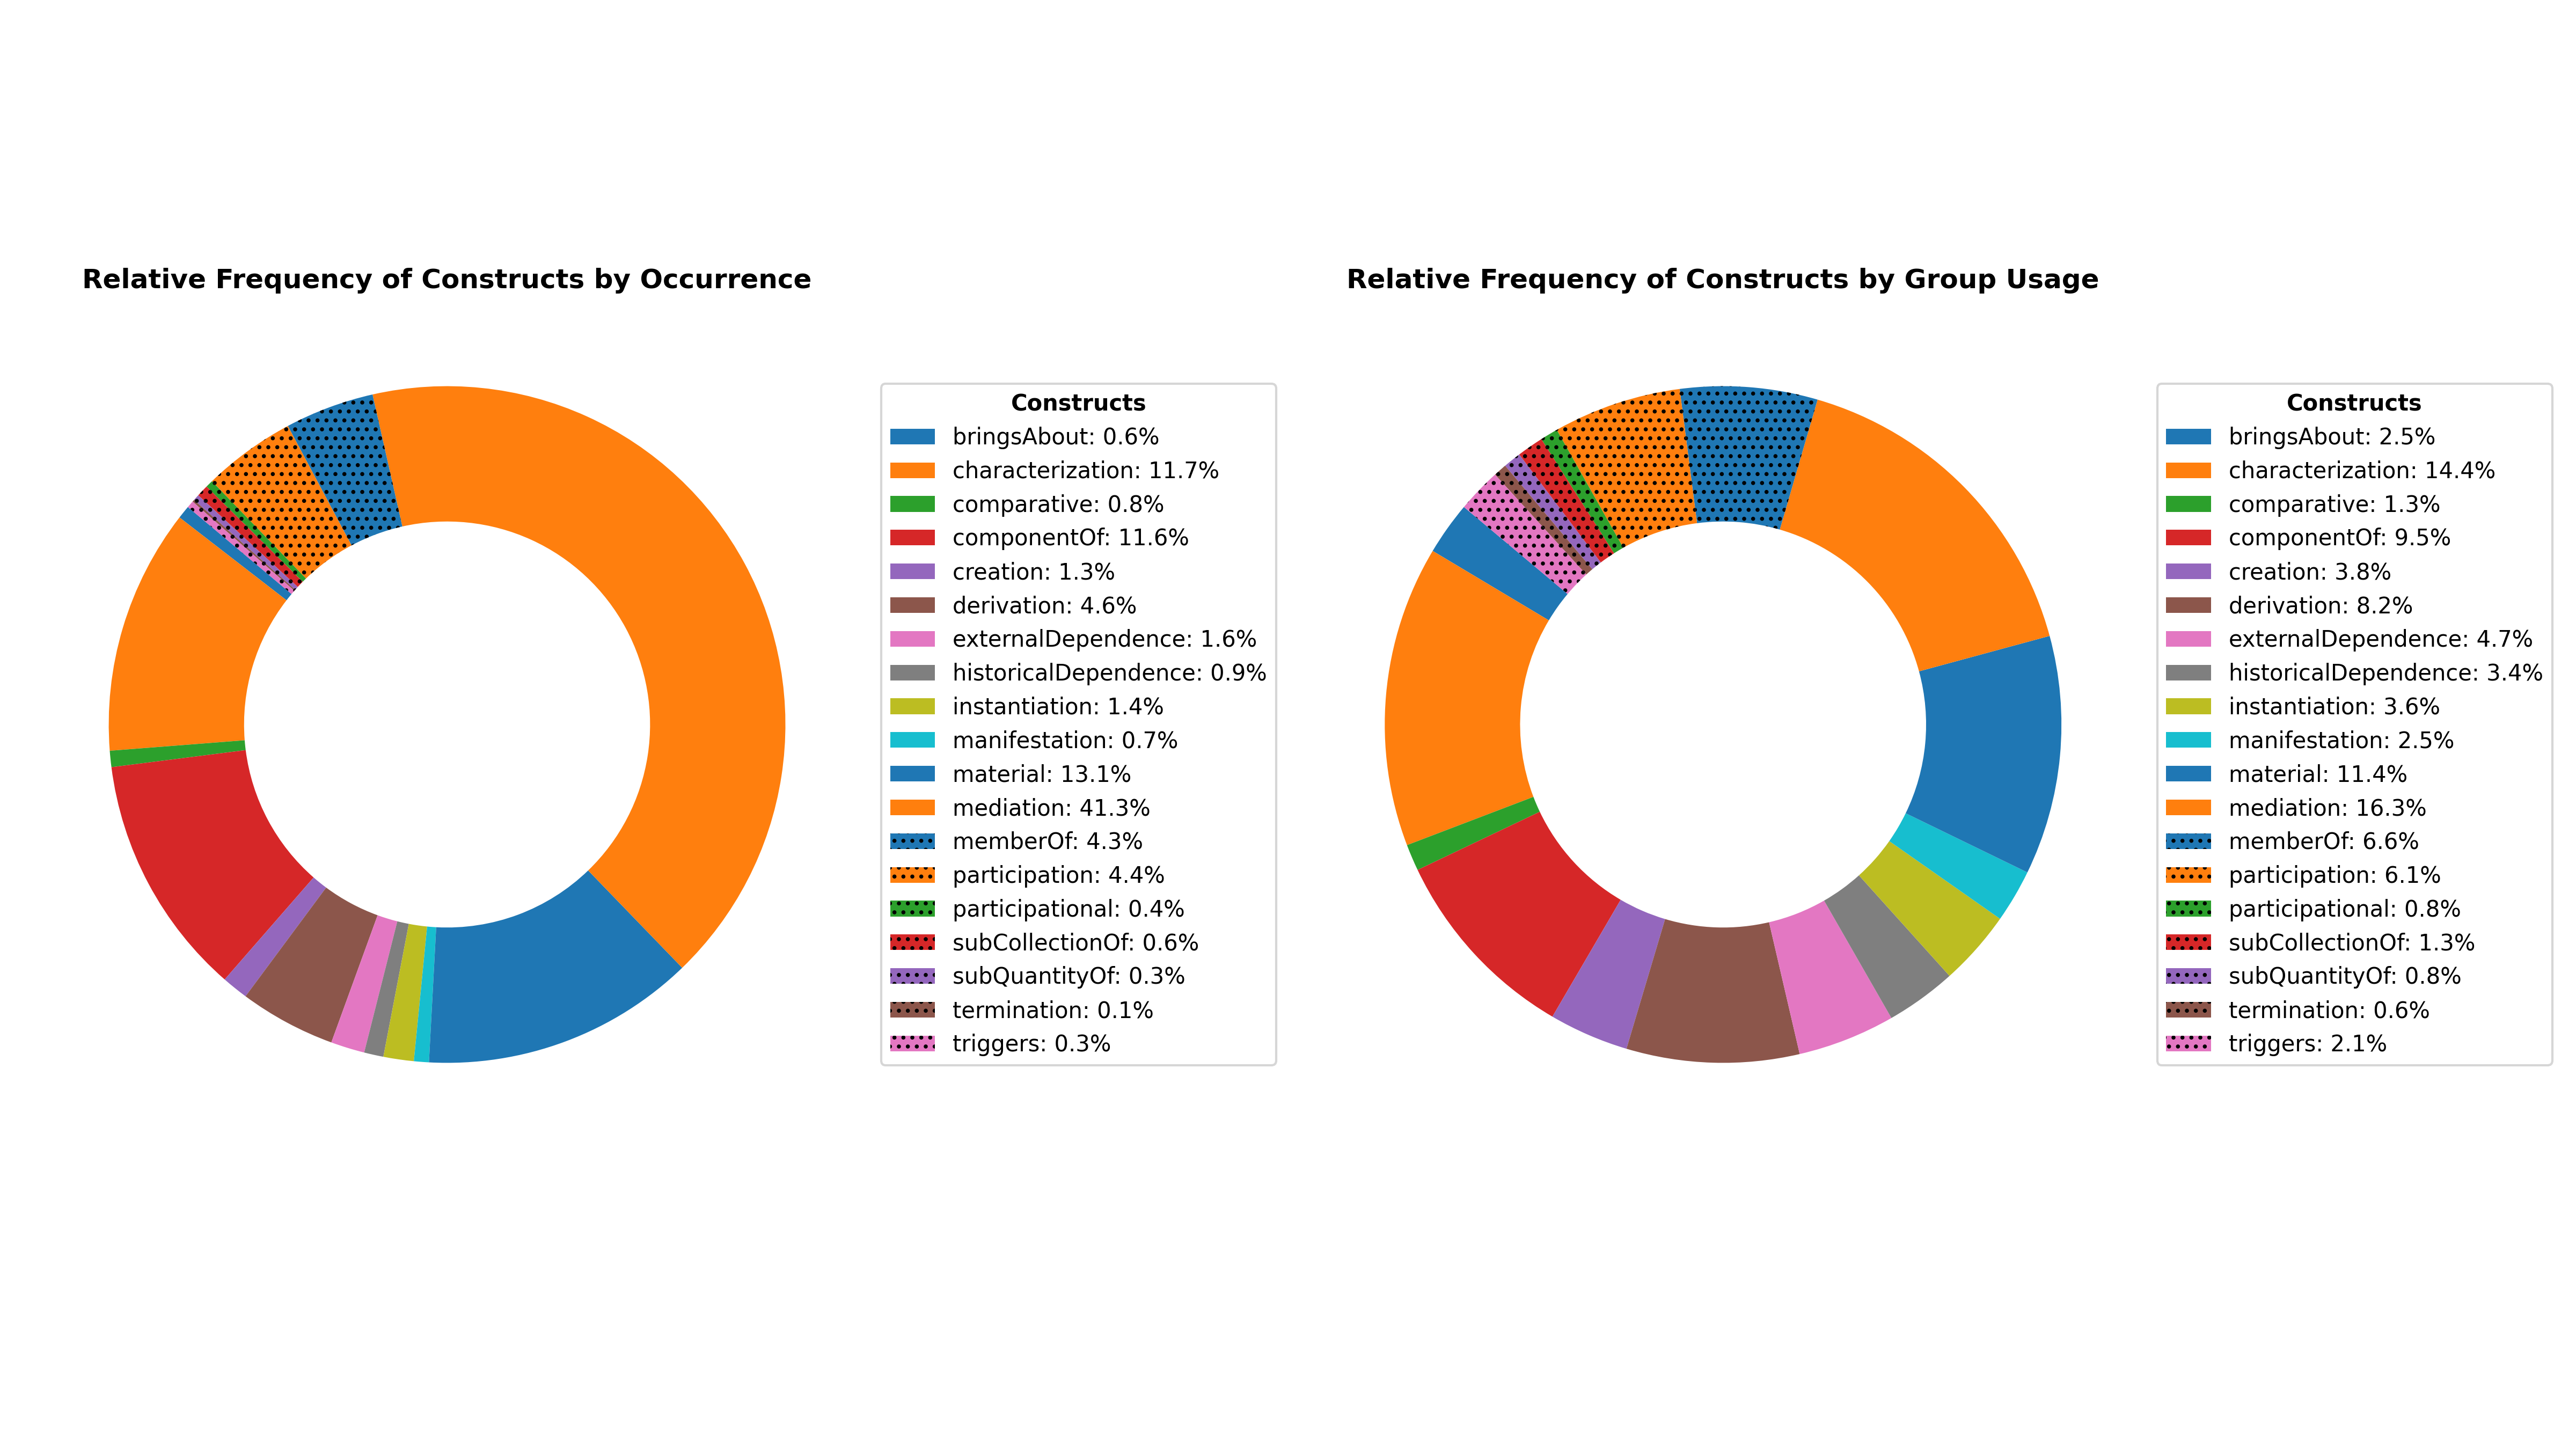 Relative Frequency of Constructs by Occurrence
Constructs
bringsAbout: 0.6%
characterization: 11.7%
comparative: 0.8%
componentOf: 11.6%
creation: 1.3%
derivation: 4.6%
externalDependence: 1.6%
historicalDependence: 0.9%
instantiation: 1.4%
manifestation: 0.7%
material: 13.1%
mediation: 41.3%
memberOf: 4.3%
participation: 4.4%
participational: 0.4%
subCollectionOf: 0.6%
subQuantityOf: 0.3%
termination: 0.1%
triggers: 0.3%
Relative Frequency of Constructs by Group Usage
Constructs
bringsAbout: 2.5%
characterization: 14.4%
comparative: 1.3%
componentOf: 9.5%
creation: 3.8%
derivation: 8.2%
externalDependence: 4.7%
historicalDependence: 3.4%
instantiation: 3.6%
manifestation: 2.5%
material: 11.4%
mediation: 16.3%
memberOf: 6.6%
participation: 6.1%
participational: 0.8%
subCollectionOf: 1.3%
subQuantityOf: 0.8%
termination: 0.6%
triggers: 2.1%